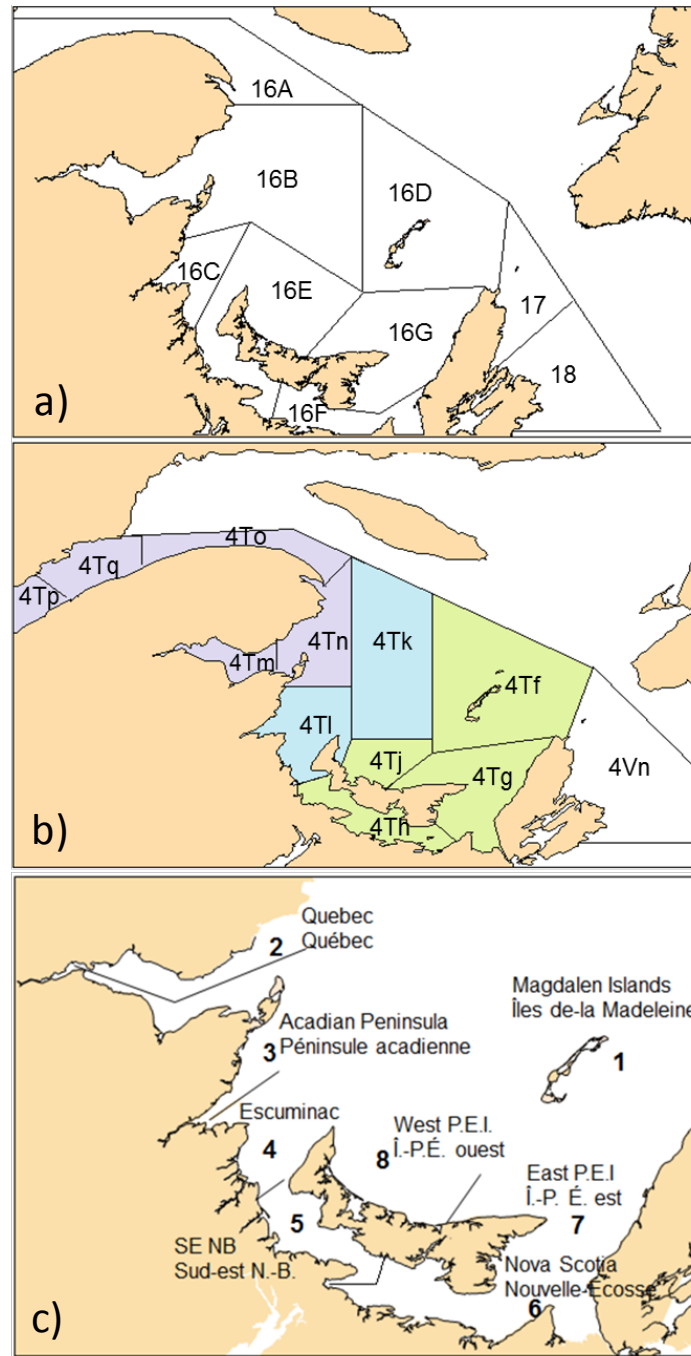 16A
16B
16D
16C
16E
17
16G
18
16F
a)
4To
4Tq
4Tp
4Tn
4Tk
4Tm
4Tf
4Tl
4Tj
4Vn
4Tg
4Th
b)
Quebec
2
Québec
Magdalen Islands
Îles de-la Madeleine
1
Acadian Peninsula
3
Péninsule acadienne
Escuminac
4
West P.E.I.
8
Î.-P.É. ouest
East P.E.I
Î.-P. É. est
7
5
SE NB
Sud-est N.-B.
Nova Scotia
Nouvelle-Ecosse
6
c)